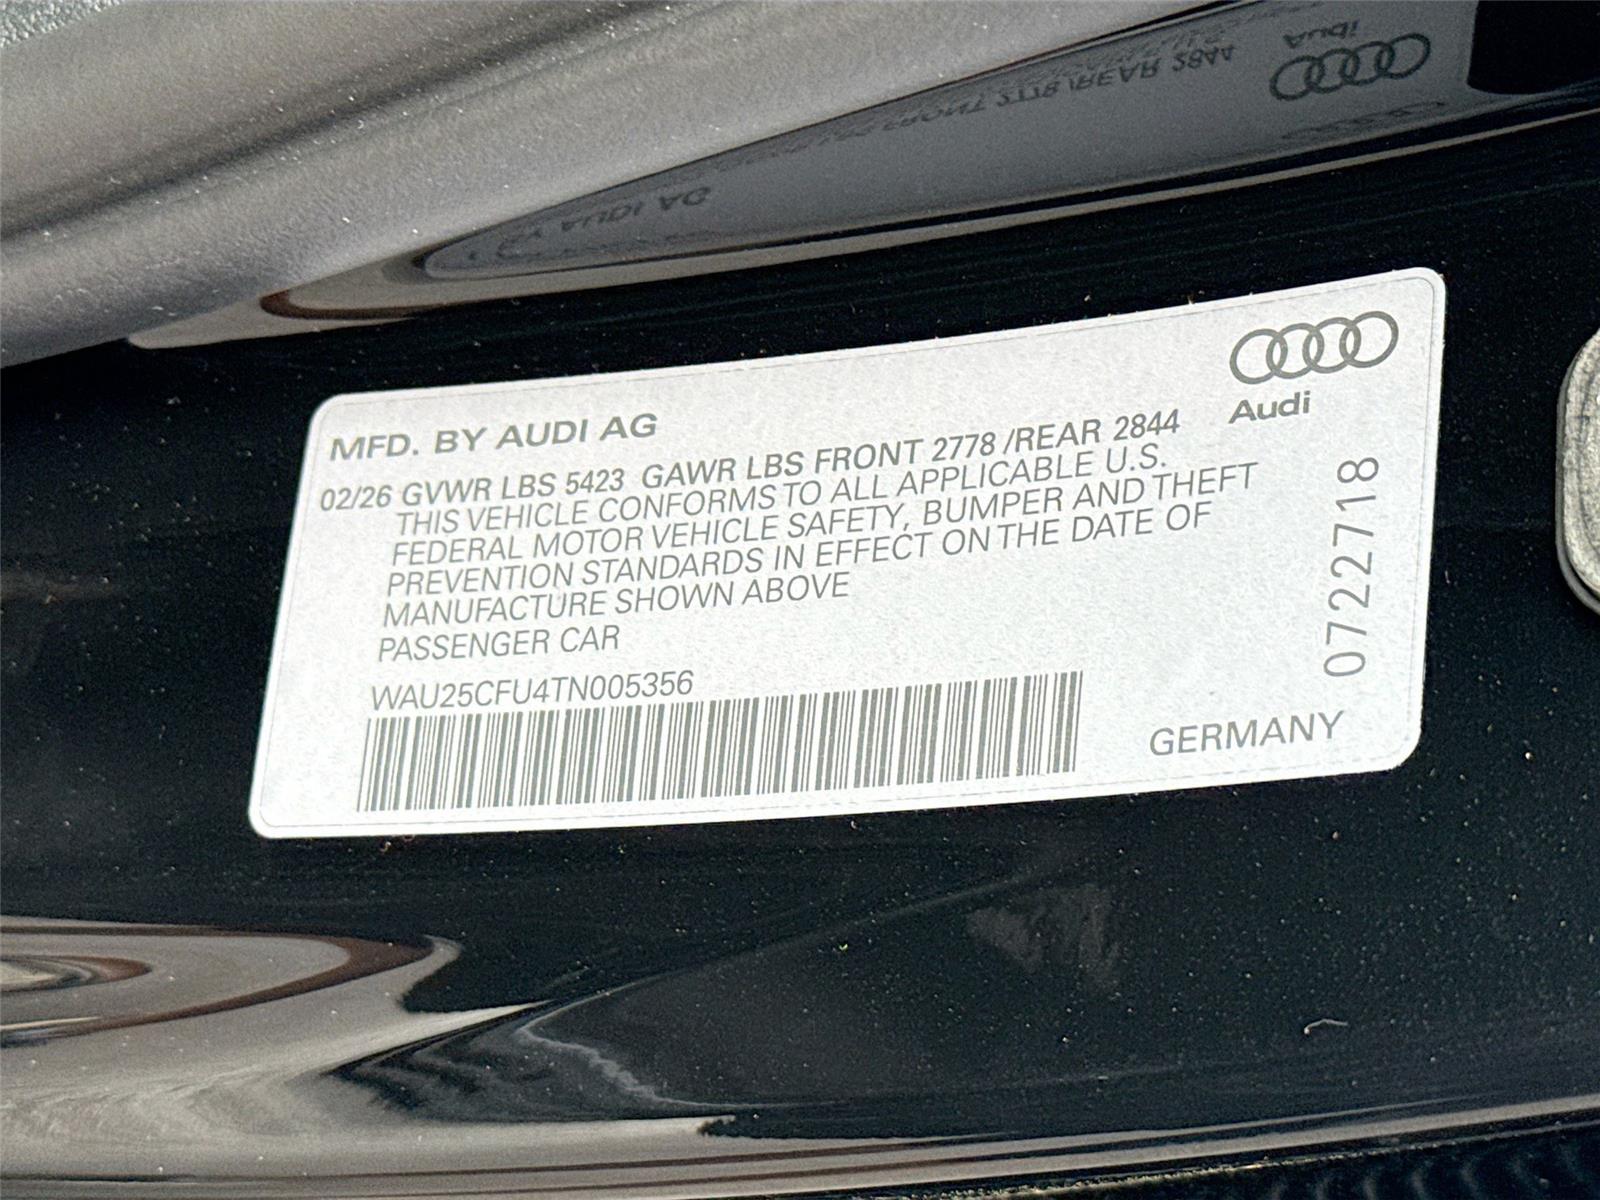 Audi
MFD. BY AUDI AG
02/26 GVWR LBS 5423 GAWR LBS FRONT 2778 /REAR 2844
THIS VEHICLE CONFORMS TO ALL APPLICABLE U.S.
FEDERAL MOTOR VEHICLE SAFETY, BUMPER AND THEFT
PREVENTION STANDARDS IN EFFECT ON THE DATE OF
MANUFACTURE SHOWN ABOVE
PASSENGER CAR
WAU25CFU4TN005356
GERMANY
0722718